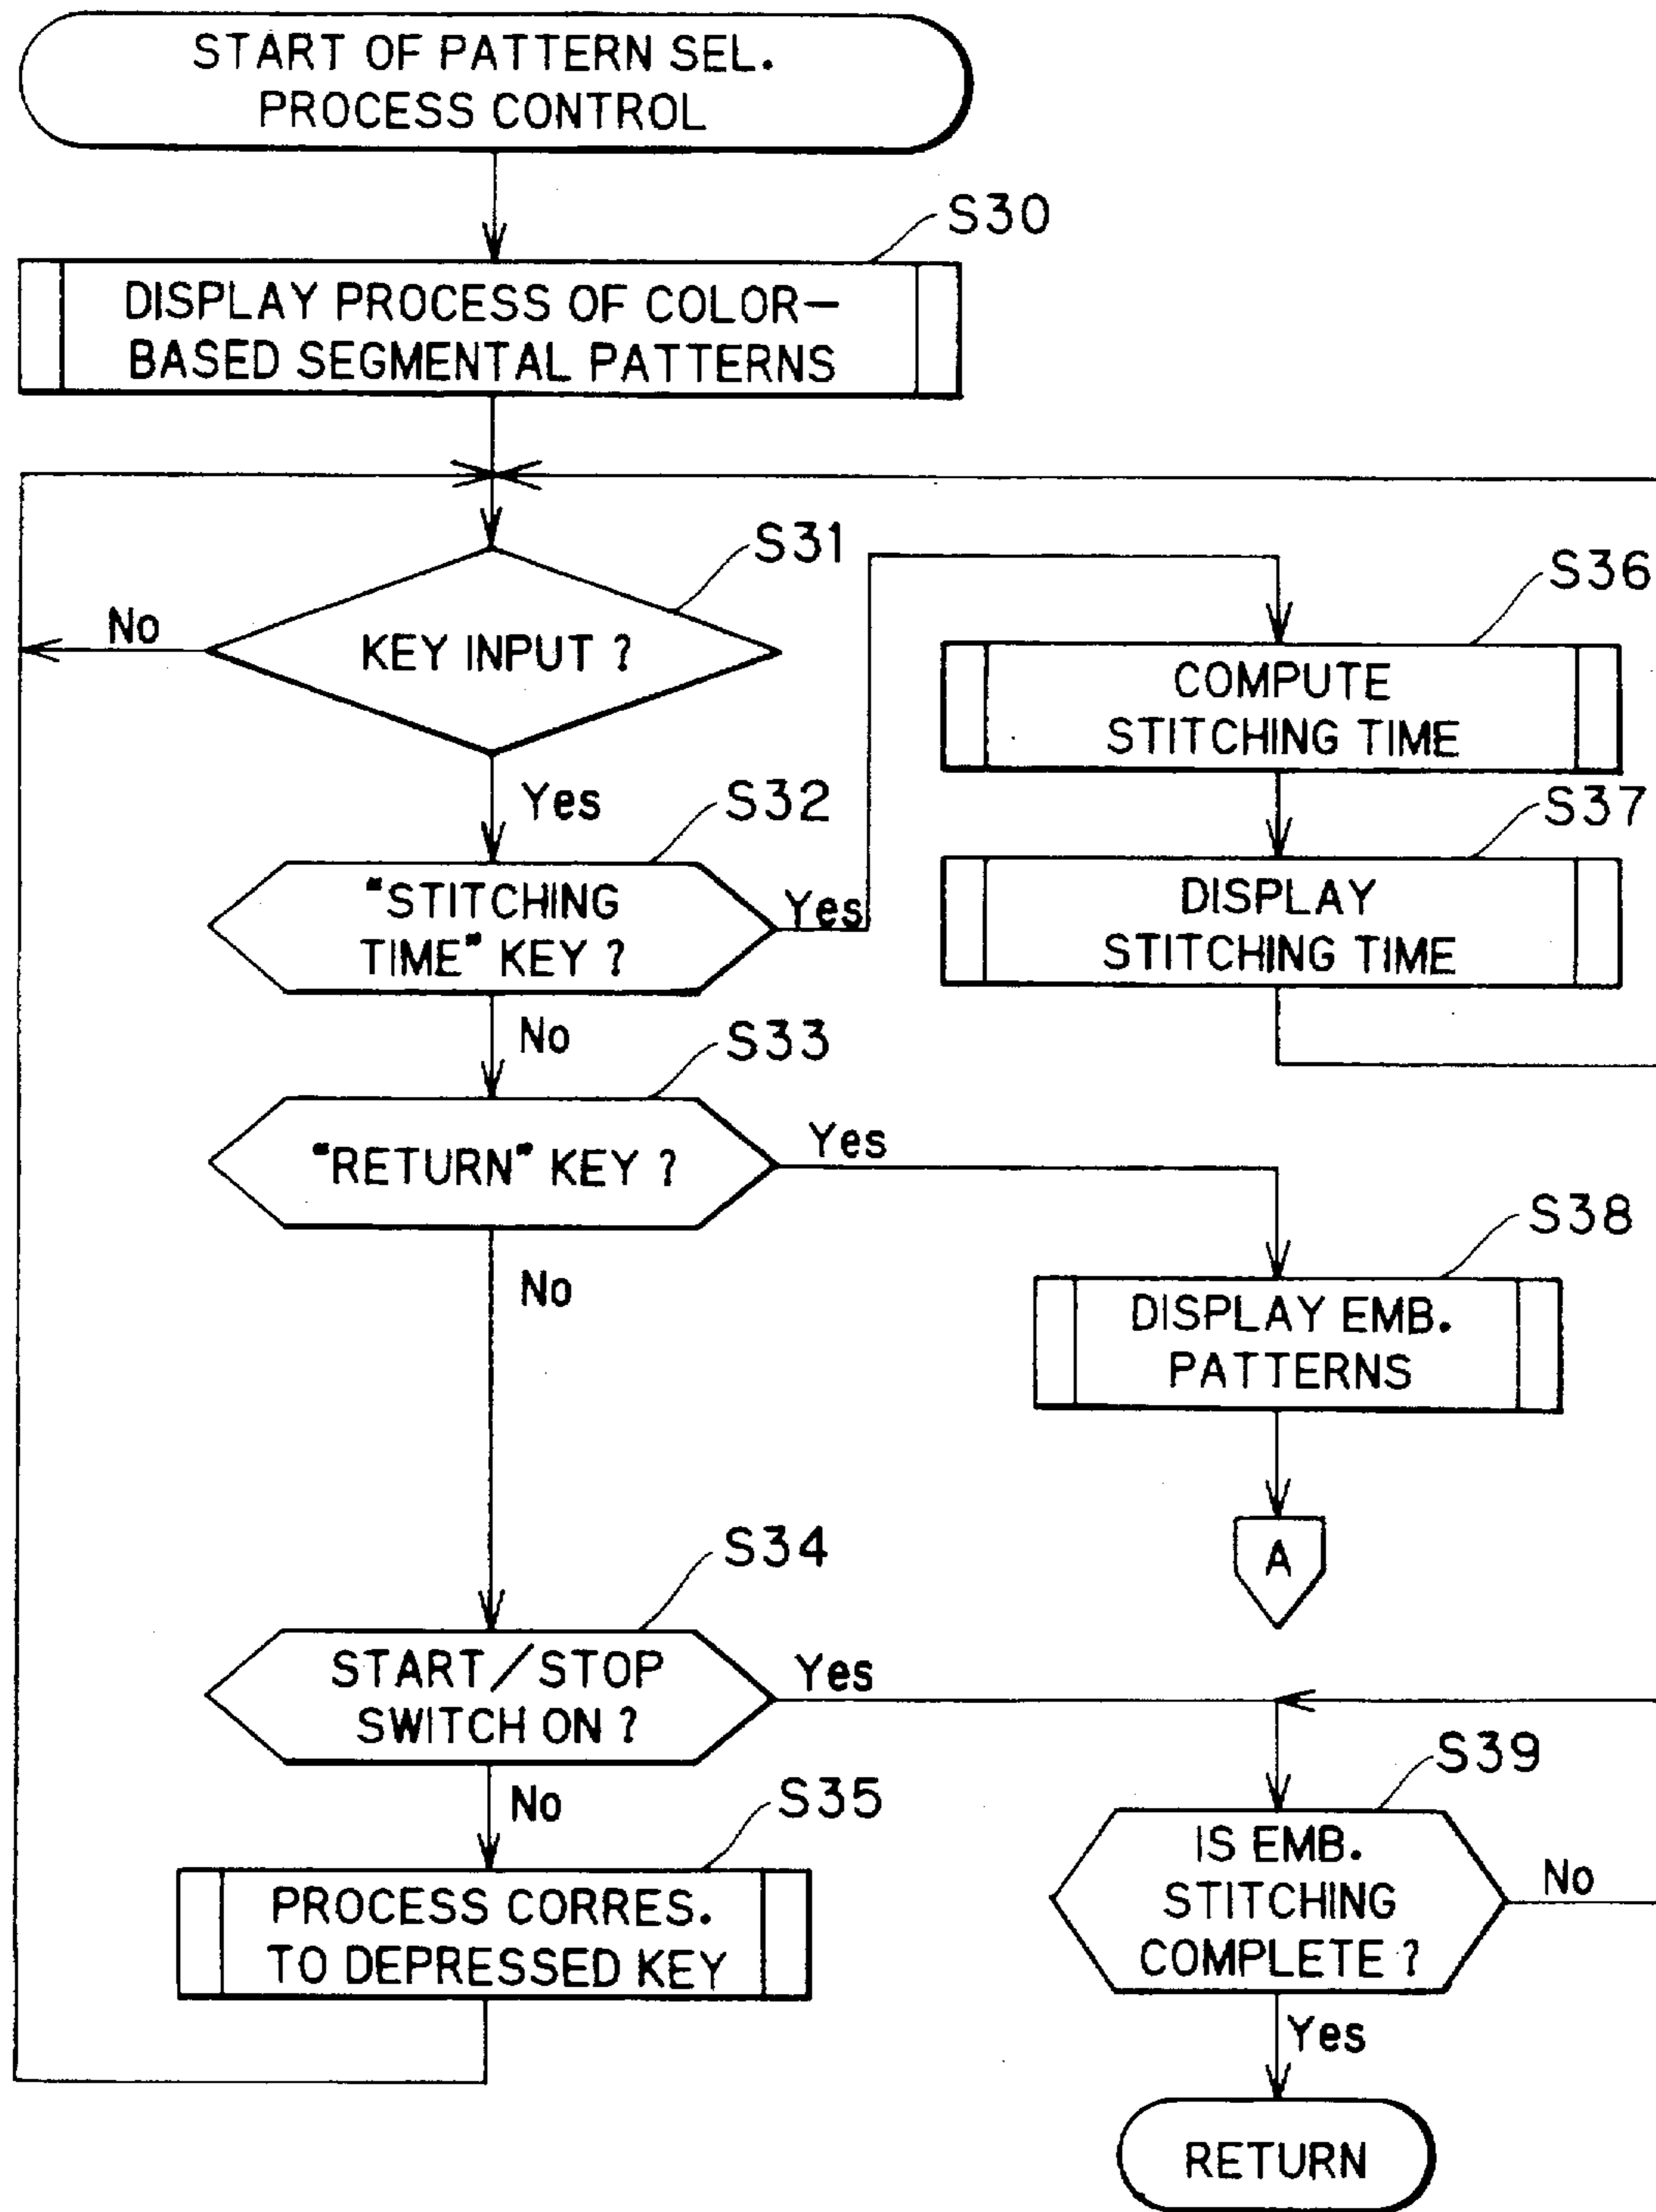 START OF PATTERN SEL.
PROCESS CONTROL
S30
DISPLAY PROCESS OF COLOR-
BASED SEGMENTAL PATTERNS
S31
No
KEY INPUT ?
Yes
S36
COMPUTE
STITCHING TIME
S32
"STITCHING
TIME" KEY ?
Yes
S37
DISPLAY
STITCHING TIME
No
S33
"RETURN" KEY ?
Yes
No
S38
DISPLAY EMB.
PATTERNS
A
S34
START/STOP
SWITCH ON ?
Yes
No
S39
IS EMB.
STITCHING
COMPLETE ?
No
S35
PROCESS CORRES.
TO DEPRESSED KEY
Yes
RETURN